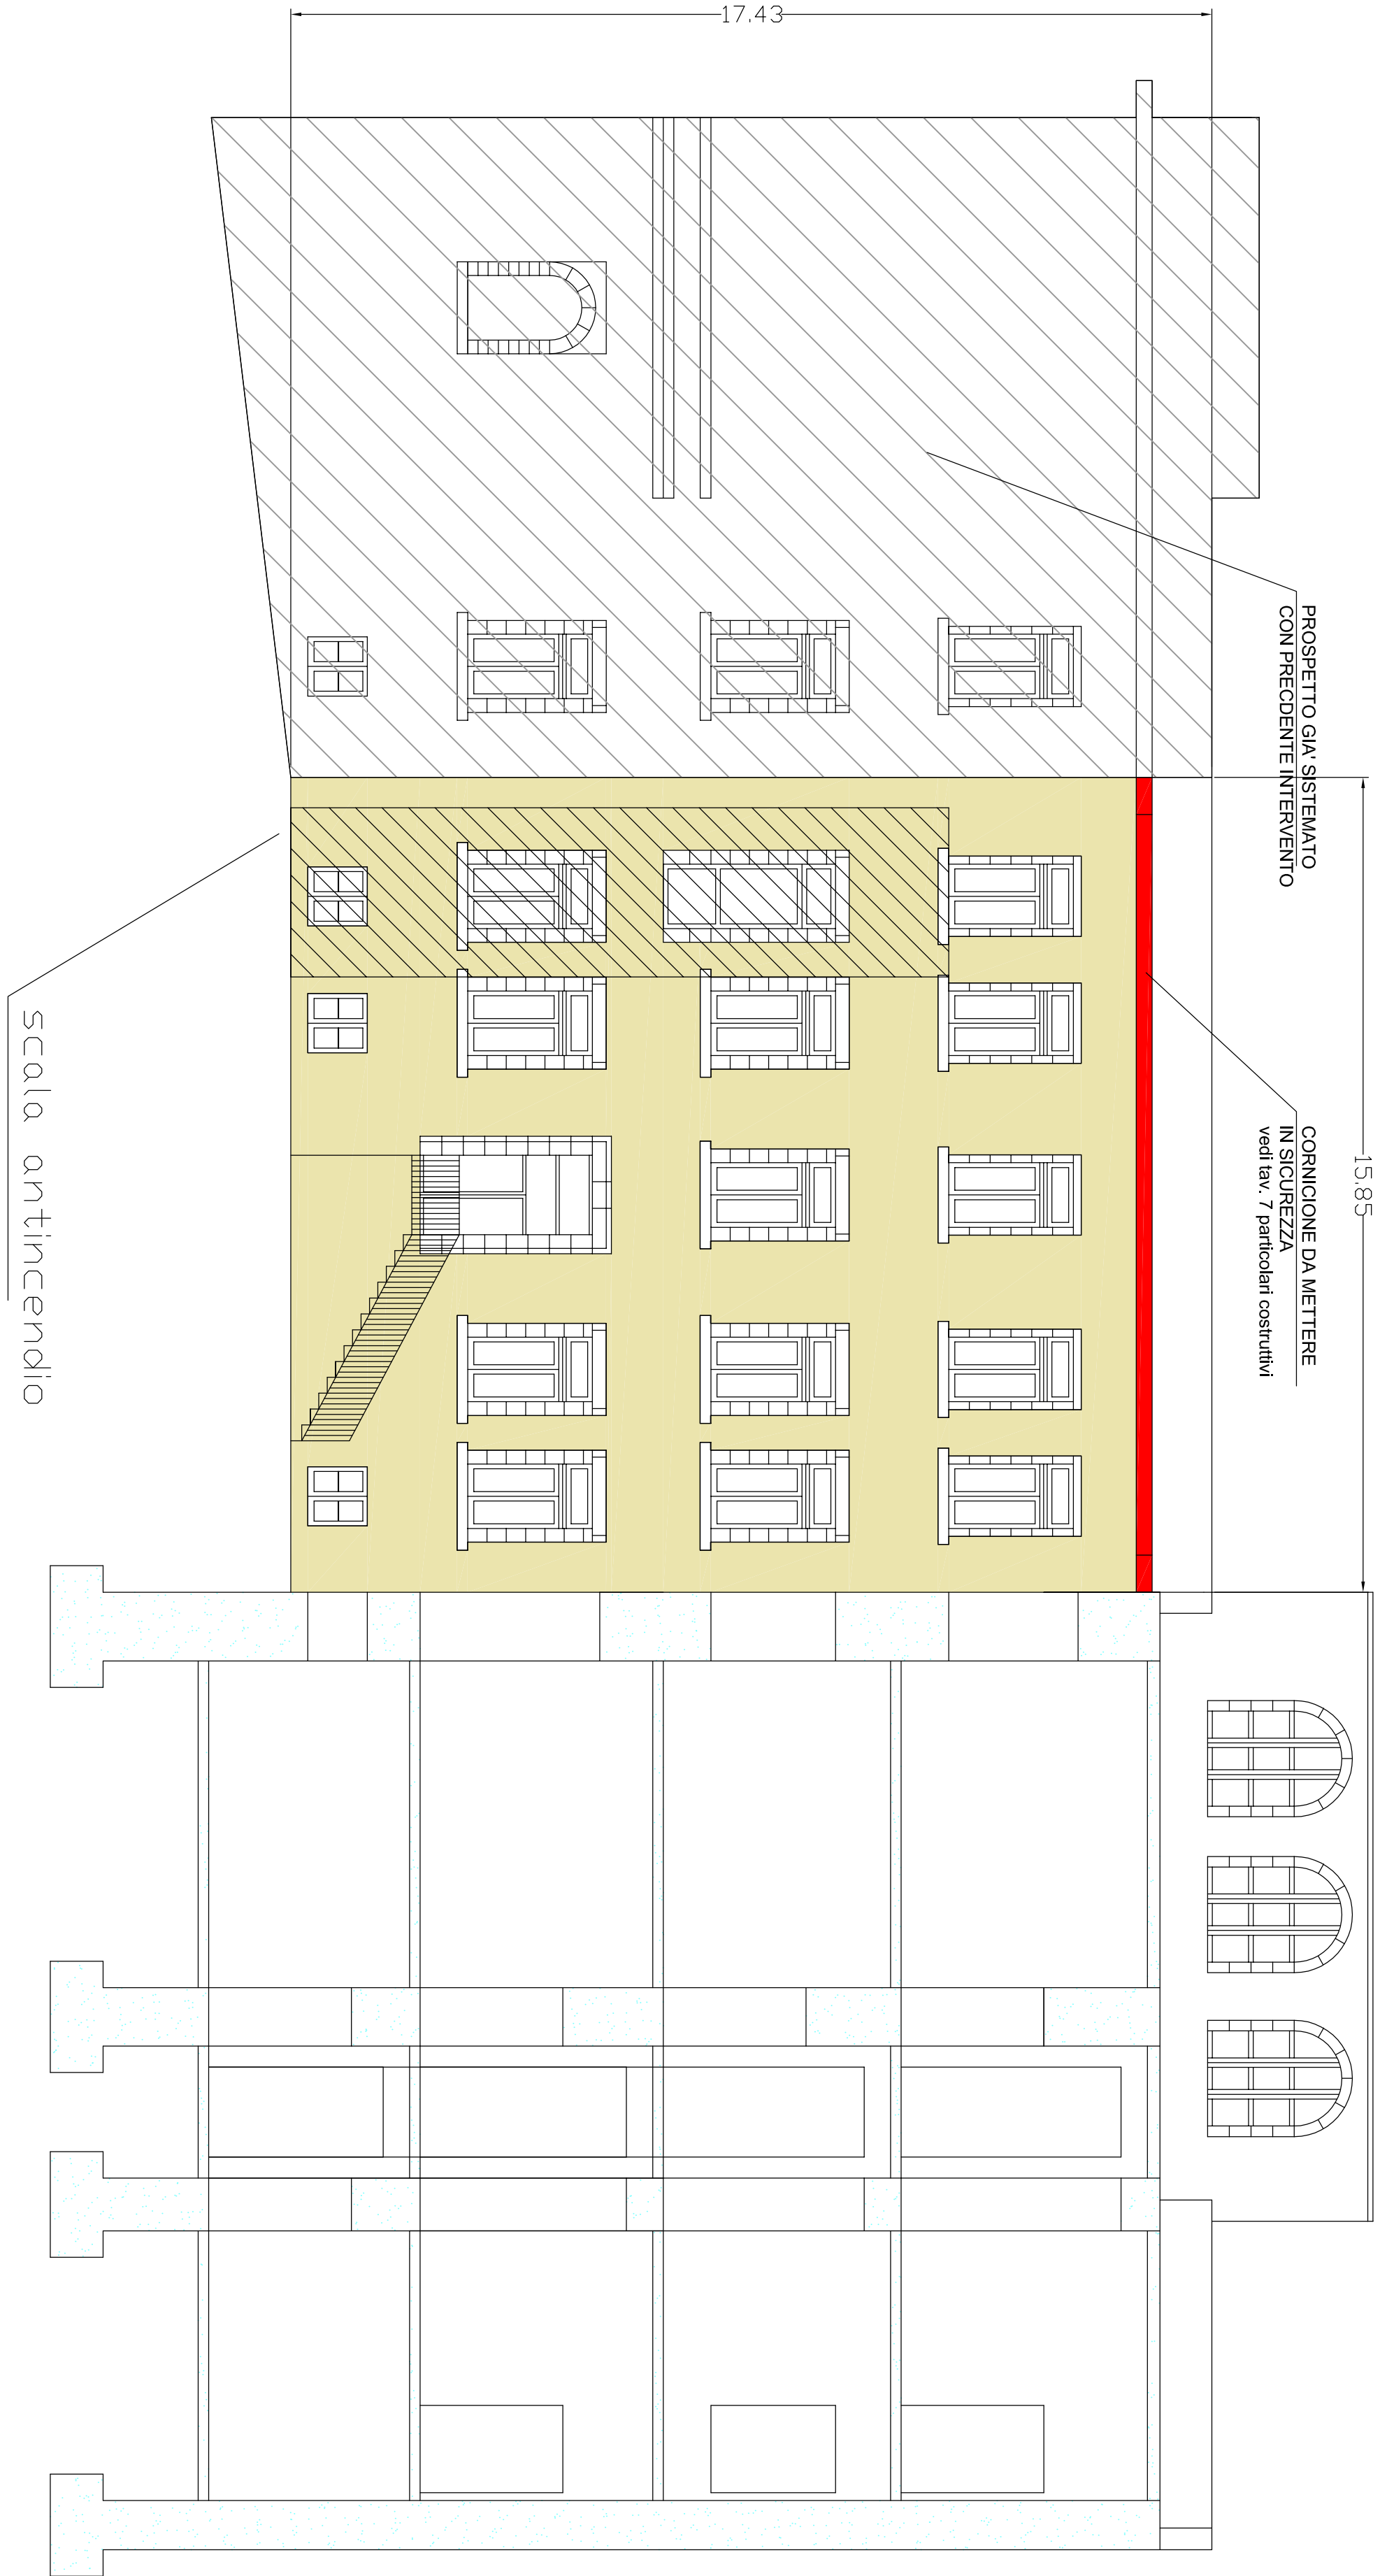 17.43
PROSPETTO GIA' SISTEMATO
CON PRECDENTE INTERVENTO
15.85
CORNICIONE DA METTERE
IN SICUREZZA
vedi tav. 7 particolari costruttivi
scala antincendio